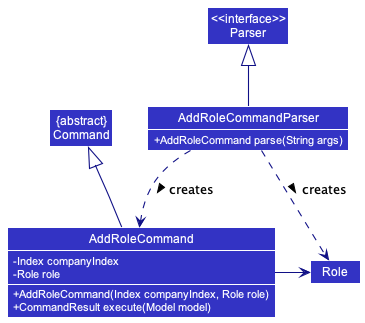 <<interface>>
Parser
AddRoleCommandParser
+AddRoleCommand parse(String args)
{abstract}
Command
creates
creates
AddRoleCommand
-Index companyIndex
-Role role
+AddRoleCommand(Index companyIndex, Role role)
+CommandResult execute(Model model)
Role